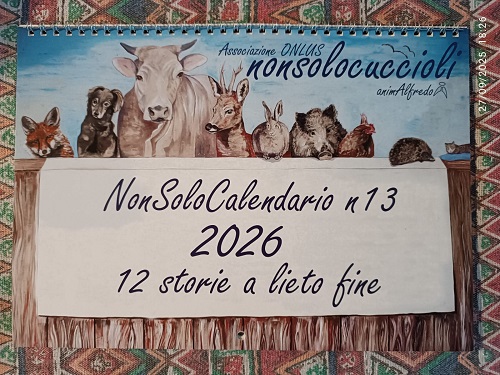 Associazione ONLUS
nonsolocuccioli
animAlfredo
NonSoloCalendario n13
2026
12 storie a lieto fine
27/09/2025 18:26